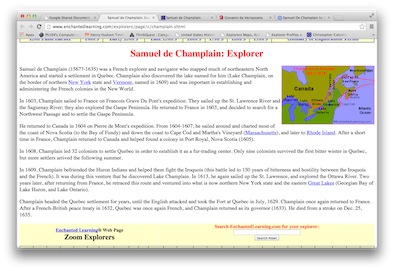 Samuel de Champlain: Explorer
www.enchantedlearning.com/explorers/page/c/champlain.shtml
Samuel de Champlain: Explorer
Samuel de Champlain (1567?-1635) was a French explorer and navigator who mapped much of northeastern North
America and started a settlement in Quebec. Champlain also discovered the lake named for him (Lake Champlain, on
the border of northern New York state and Vermont, named in 1609) and was important in establishing and
administering the French colonies in the New World.
In 1603, Champlain sailed to France on Francois Grave Du Pont's expedition. They sailed up the St. Lawrence River and
the Saguenay River; they also explored the Gaspe Peninsula. He returned to France in 1603, and decided to search for a
Northwest Passage and to settle the Gaspe Peninsula.
He returned to Canada in 1604 on Pierre de Monts's expedition. From 1604-1607, he sailed around and charted most of
the coast of Nova Scotia (to the Bay of Fundy) and down the coast to Cape Cod and Martha's Vineyard (Massachusetts), and later to Rhode Island. After a short
time in France, Champlain returned to Canada and helped found a colony in Port Royal, Nova Scotia (1605).
In 1608, Champlain led 32 colonists to settle Quebec in order to establish it as a fur-trading center. Only nine colonists survived the first bitter winter in Quebec,
but more settlers arrived the following summer.
In 1609, Champlain befriended the Huron Indians and helped them fight the Iroquois (this battle led to 150 years of bitterness and hostility between the Iroquois
and the French). It was during this venture that he discovered Lake Champlain. In 1613, he again sailed up the St. Lawrence, and explored the Ottawa River. Two
years later, after returning from France, he retraced this route and ventured into what is now northern New York state and the eastern Great Lakes (Georgian Bay of
Lake Huron, and Lake Ontario).
Champlain headed the Quebec settlement for years, until the English attacked and took the Fort at Quebec in July, 1629. Champlain once again returned to France.
After a French-British peace treaty in 1632, Quebec was once again French, and Champlain returned as its governor (1633). He died from a stroke on Dec. 25,
1635.
Canada
Enchanted Learning® Web Page
Zoom Explorers
Search EnchantedLearning.com for your explorer: